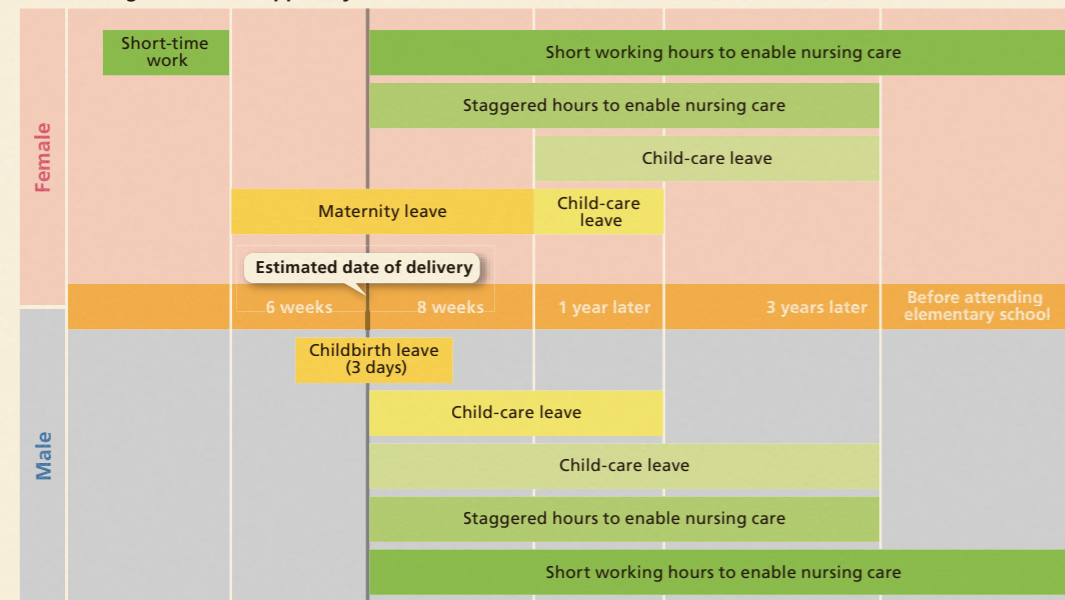 Short-time
work
Short working hours to enable nursing care
Staggered hours to enable nursing care
Child-care leave
Female
Maternity leave
Child-care
leave
Estimated date of delivery
6 weeks
8 weeks
1 year later
3 years later
Before attending
elementary school
Childbirth leave
(3 days)
Child-care leave
Male
Child-care leave
Staggered hours to enable nursing care
Short working hours to enable nursing care